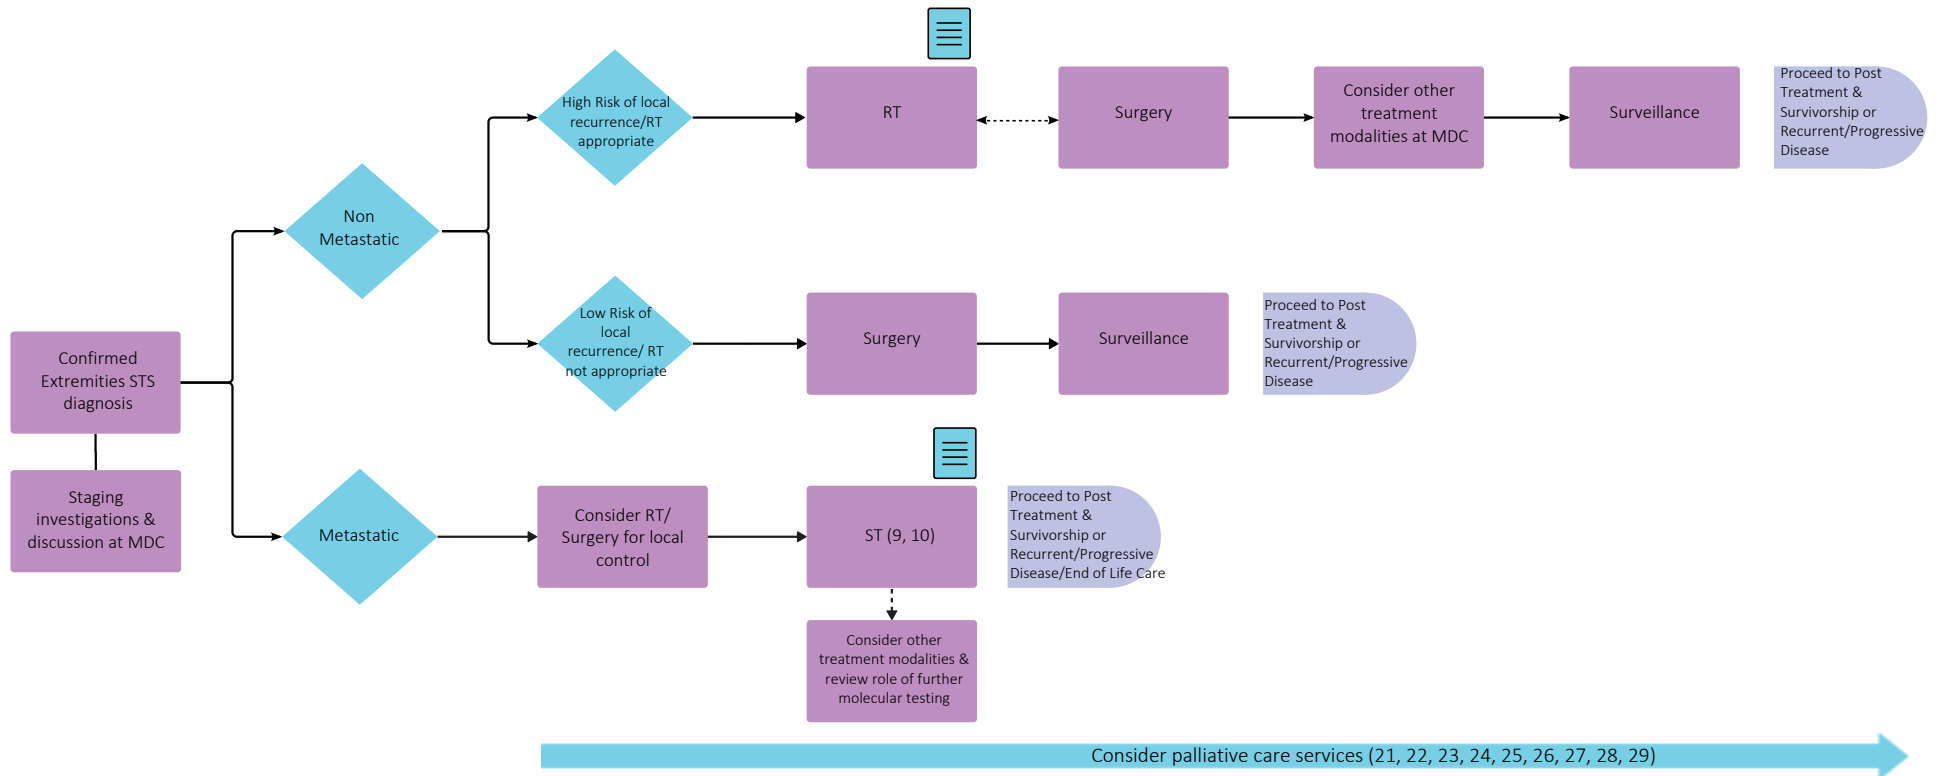 High Risk of local
recurrence/RT
appropriate
RT
Surgery
Consider other
treatment
modalities at MDC
Surveillance
Proceed to Post
Treatment &
Survivorship or
Recurrent/Progressive
Disease
Non
Metastatic
Low Risk of
local
recurrence/ RT
not appropriate
Surgery
Surveillance
Proceed to Post
Treatment &
Survivorship or
Recurrent/Progressive
Disease
Confirmed
Extremities STS
diagnosis
Staging
investigations &
discussion at MDC
Metastatic
Consider RT/
Surgery for local
control
ST (9, 10)
Proceed to Post
Treatment &
Survivorship or
Recurrent/Progressive
Disease/End of Life Care
Consider other
treatment modalities &
review role of further
molecular testing
Consider palliative care services (21, 22, 23, 24, 25, 26, 27, 28, 29)